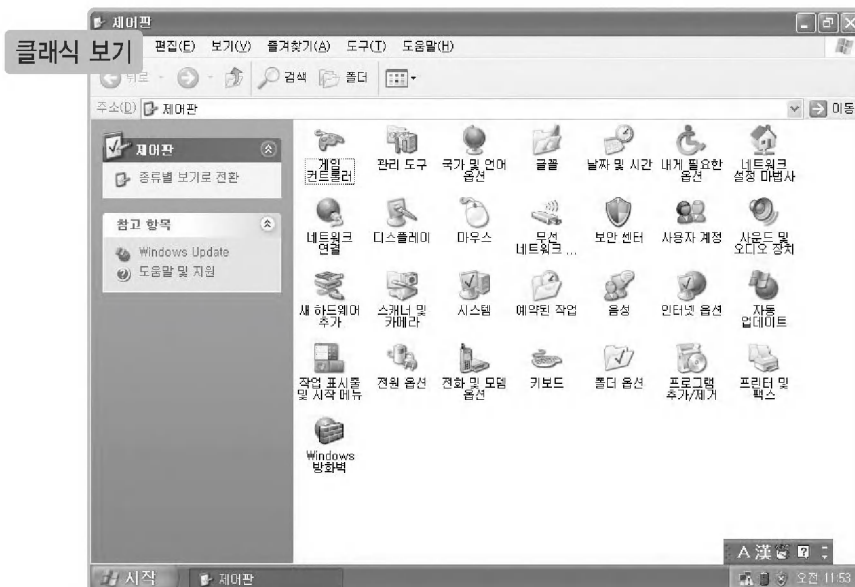 제어판
클래식 보기
편집(E) 보기(V) 즐겨찾기(A) 도구(T) 도움말(H)
뒤로 검색 폴더
주소(D) 제어판 이동
제어판
종류별 보기로 전환
참고 항목
Windows Update
도움말 및 지원
게임 컨트롤러
관리 도구
국가 및 언어 옵션
글꼴
날짜 및 시간
내게 필요한 옵션
네트워크 설정 마법사
네트워크 연결
디스플레이
마우스
무선 네트워크 ...
보안 센터
사용자 계정
사운드 및 오디오 장치
새 하드웨어 추가
스캐너 및 카메라
시스템
예약된 작업
음성
인터넷 옵션
자동 업데이트
작업 표시줄 및 시작 메뉴
전원 옵션
전화 및 모뎀 옵션
키보드
폴더 옵션
프로그램 추가/제거
프린터 및 팩스
Windows 방화벽
A 漢
시작 제어판 오전 11:53